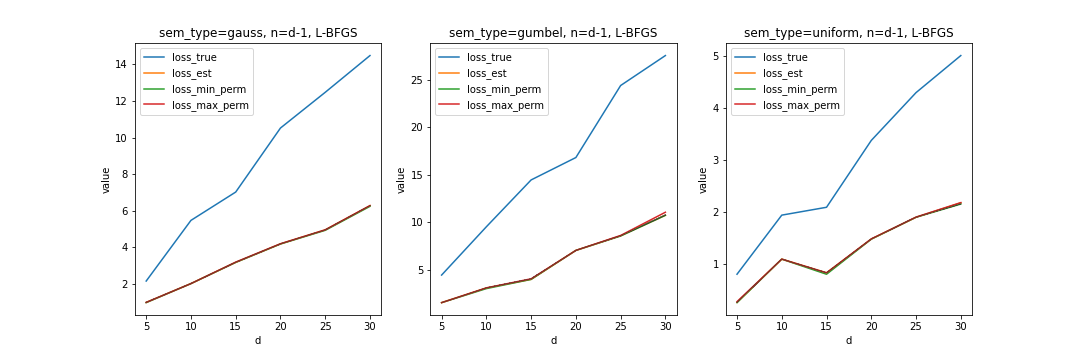 sem_type=gauss, n=d-1, L-BFGS
loss_true
loss_est
loss_min_perm
loss_max_perm
14
12
10
8
6
4
2
value
5 10 15 20 25 30
d
sem_type=gumbel, n=d-1, L-BFGS
loss_true
loss_est
loss_min_perm
loss_max_perm
25
20
15
10
5
value
5 10 15 20 25 30
d
sem_type=uniform, n=d-1, L-BFGS
loss_true
loss_est
loss_min_perm
loss_max_perm
5
4
3
2
1
value
5 10 15 20 25 30
d